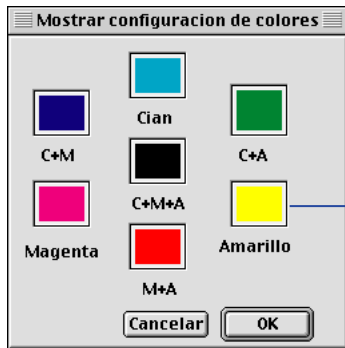 Mostrar configuracion de colores
Cian
C+M
C+A
C+M+A
Magenta
Amarillo
M+A
Cancelar
OK